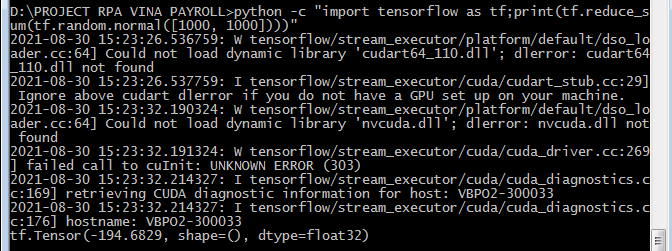 D:\PROJECT RPA VINA PAYROLL>python -c "import tensorflow as tf;print(tf.reduce_s
um(tf.random.normal([1000, 1000])))"
2021-08-30 15:23:26.536759: W tensorflow/stream_executor/platform/default/dso_lo
ader.cc:64] Could not load dynamic library 'cudart64_110.dll'; dlerror: cudart64
_110.dll not found
2021-08-30 15:23:26.537759: I tensorflow/stream_executor/cuda/cudart_stub.cc:29]
 Ignore above cudart dlerror if you do not have a GPU set up on your machine.
2021-08-30 15:23:32.190324: W tensorflow/stream_executor/platform/default/dso_lo
ader.cc:64] Could not load dynamic library 'nvcuda.dll'; dlerror: nvcuda.dll not
 found
2021-08-30 15:23:32.191324: W tensorflow/stream_executor/cuda/cuda_driver.cc:269
] failed call to cuInit: UNKNOWN ERROR (303)
2021-08-30 15:23:32.214327: I tensorflow/stream_executor/cuda/cuda_diagnostics.c
c:169] retrieving CUDA diagnostic information for host: VBPO2-300033
2021-08-30 15:23:32.214327: I tensorflow/stream_executor/cuda/cuda_diagnostics.c
c:176] hostname: VBPO2-300033
tf.Tensor(-194.6829, shape=(), dtype=float32)